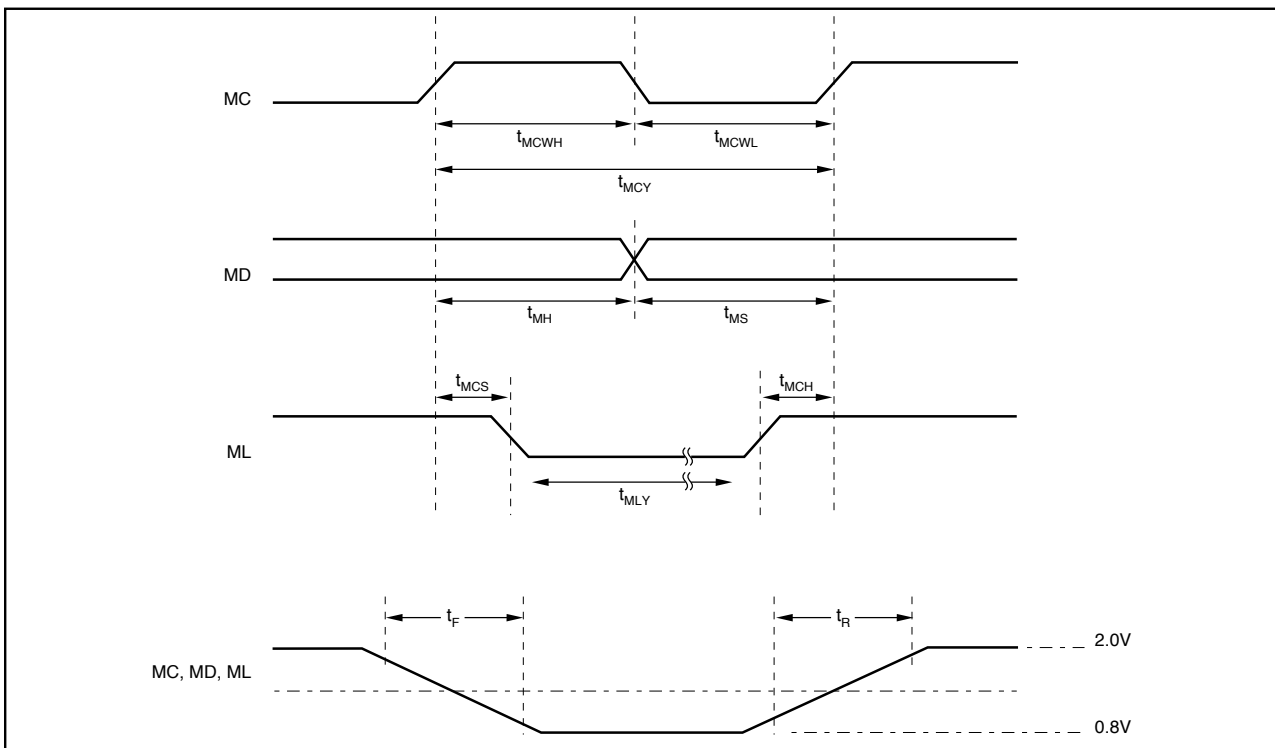 MC
tMCWH
tMCWL
tMCY
MD
tMH
tMS
tMCS
tMCH
ML
tMLY
tF
tR
2.0V
MC, MD, ML
0.8V